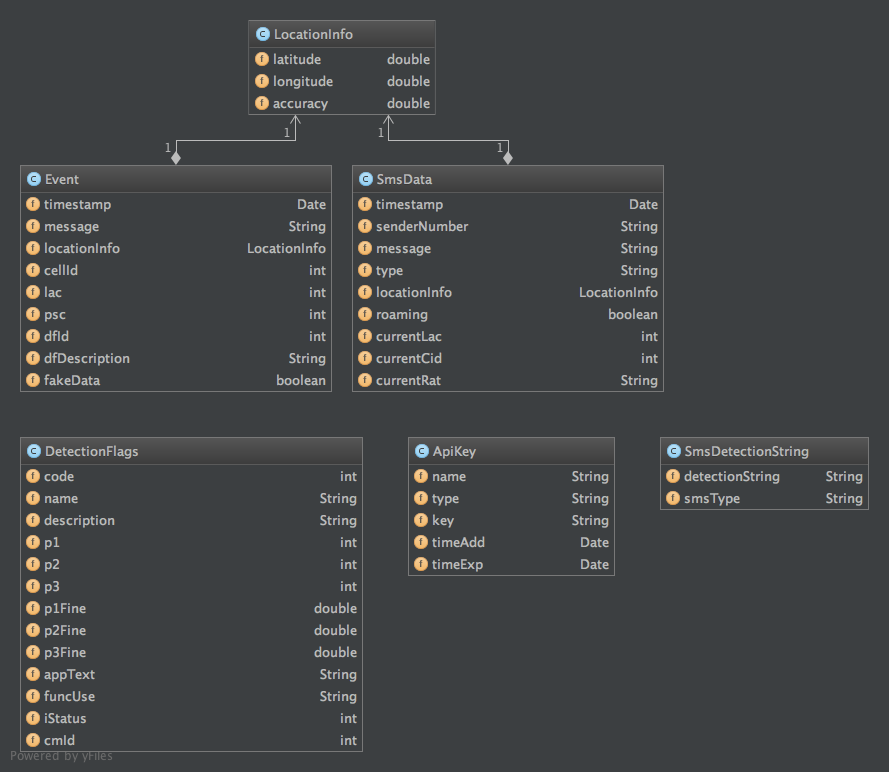 LocationInfo
latitude double
longitude double
accuracy double
1 1
1 1
Event
timestamp Date
message String
locationInfo LocationInfo
cellId int
lac int
psc int
dfId int
dfDescription String
fakeData boolean
SmsData
timestamp Date
senderNumber String
message String
type String
locationInfo LocationInfo
roaming boolean
currentLac int
currentCid int
currentRat String
DetectionFlags
code int
name String
description String
p1 int
p2 int
p3 int
p1Fine double
p2Fine double
p3Fine double
appText String
funcUse String
iStatus int
cmId int
ApiKey
name String
type String
key String
timeAdd Date
timeExp Date
SmsDetectionString
detectionString String
smsType String
Powered by yFiles